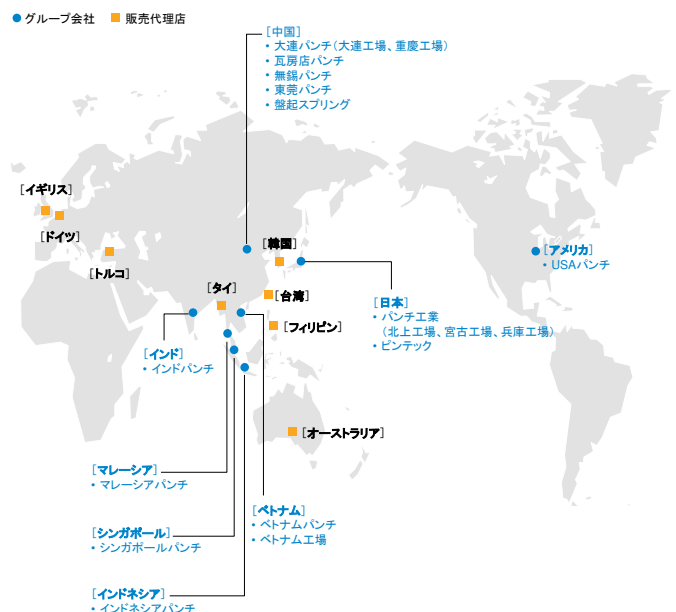 ● グループ会社 ■ 販売代理店
[中国]
・大連パンチ(大連工場、重慶工場)
・瓦房店パンチ
・無錫パンチ
・東莞パンチ
・盤起スプリング
[イギリス]
[ドイツ]
[トルコ]
[韓国]
[アメリカ]
・USAパンチ
[タイ]
[台湾]
[フィリピン]
[日本]
・パンチ工業
(北上工場、宮古工場、兵庫工場)
・ピンテック
[インド]
・インドパンチ
[オーストラリア]
[マレーシア]
・マレーシアパンチ
[ベトナム]
・ベトナムパンチ
・ベトナム工場
[シンガポール]
・シンガポールパンチ
[インドネシア]
・インドネシアパンチ